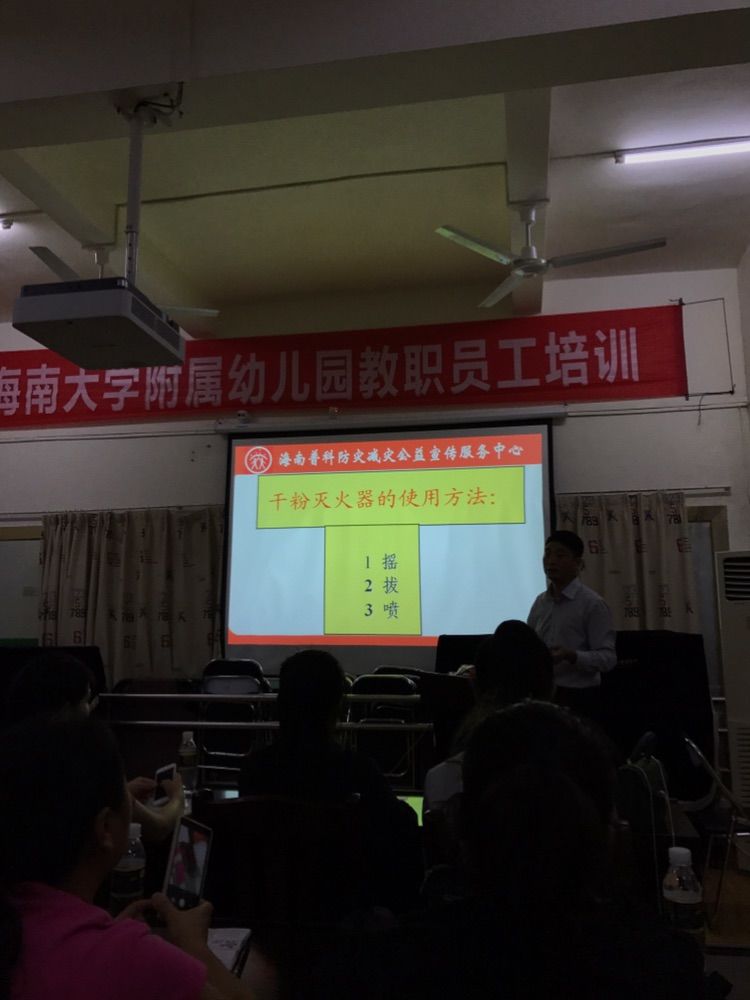 海南大学附属幼儿园教职员工培训
海南普科防灾减灾公益宣传服务中心
干粉灭火器的使用方法：
1 摇
2 拔
3 喷